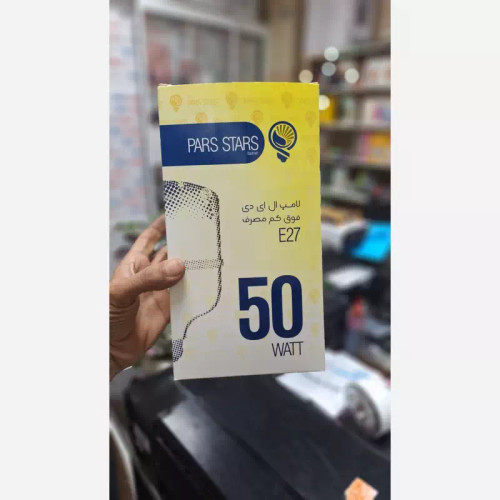 PARS STARS
لامپ ال ای دی
فوق کم مصرف
E27
50
WATT